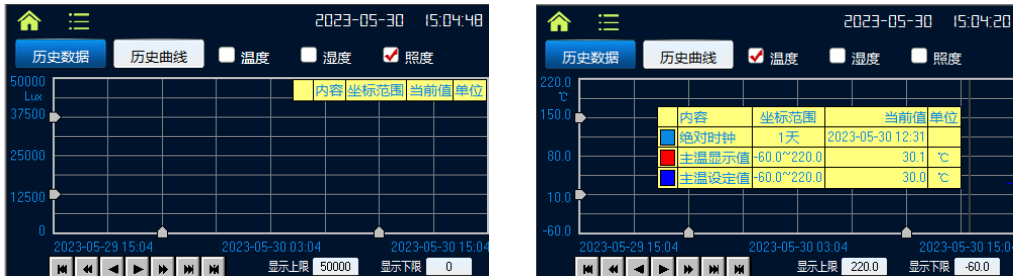 2023-05-30 15:04:48
历史数据 历史曲线 温度 湿度 照度
50000
Lux
内容 坐标范围 当前值 单位
37500
25000
12500
0
2023-05-29 15:04 2023-05-30 03:04 2023-05-30 15:04
显示上限 50000 显示下限 0
2023-05-30 15:04:20
历史数据 历史曲线 温度 湿度 照度
220.0
℃
150.0
内容 坐标范围 当前值 单位
绝对时钟 1天 2023-05-30 12:31
80.0
主温显示值 -60.0~220.0 30.1 ℃
主温设定值 -60.0~220.0 30.0 ℃
10.0
-60.0
2023-05-29 15:04 2023-05-30 03:04 2023-05-30 15:04
显示上限 220.0 显示下限 -60.0